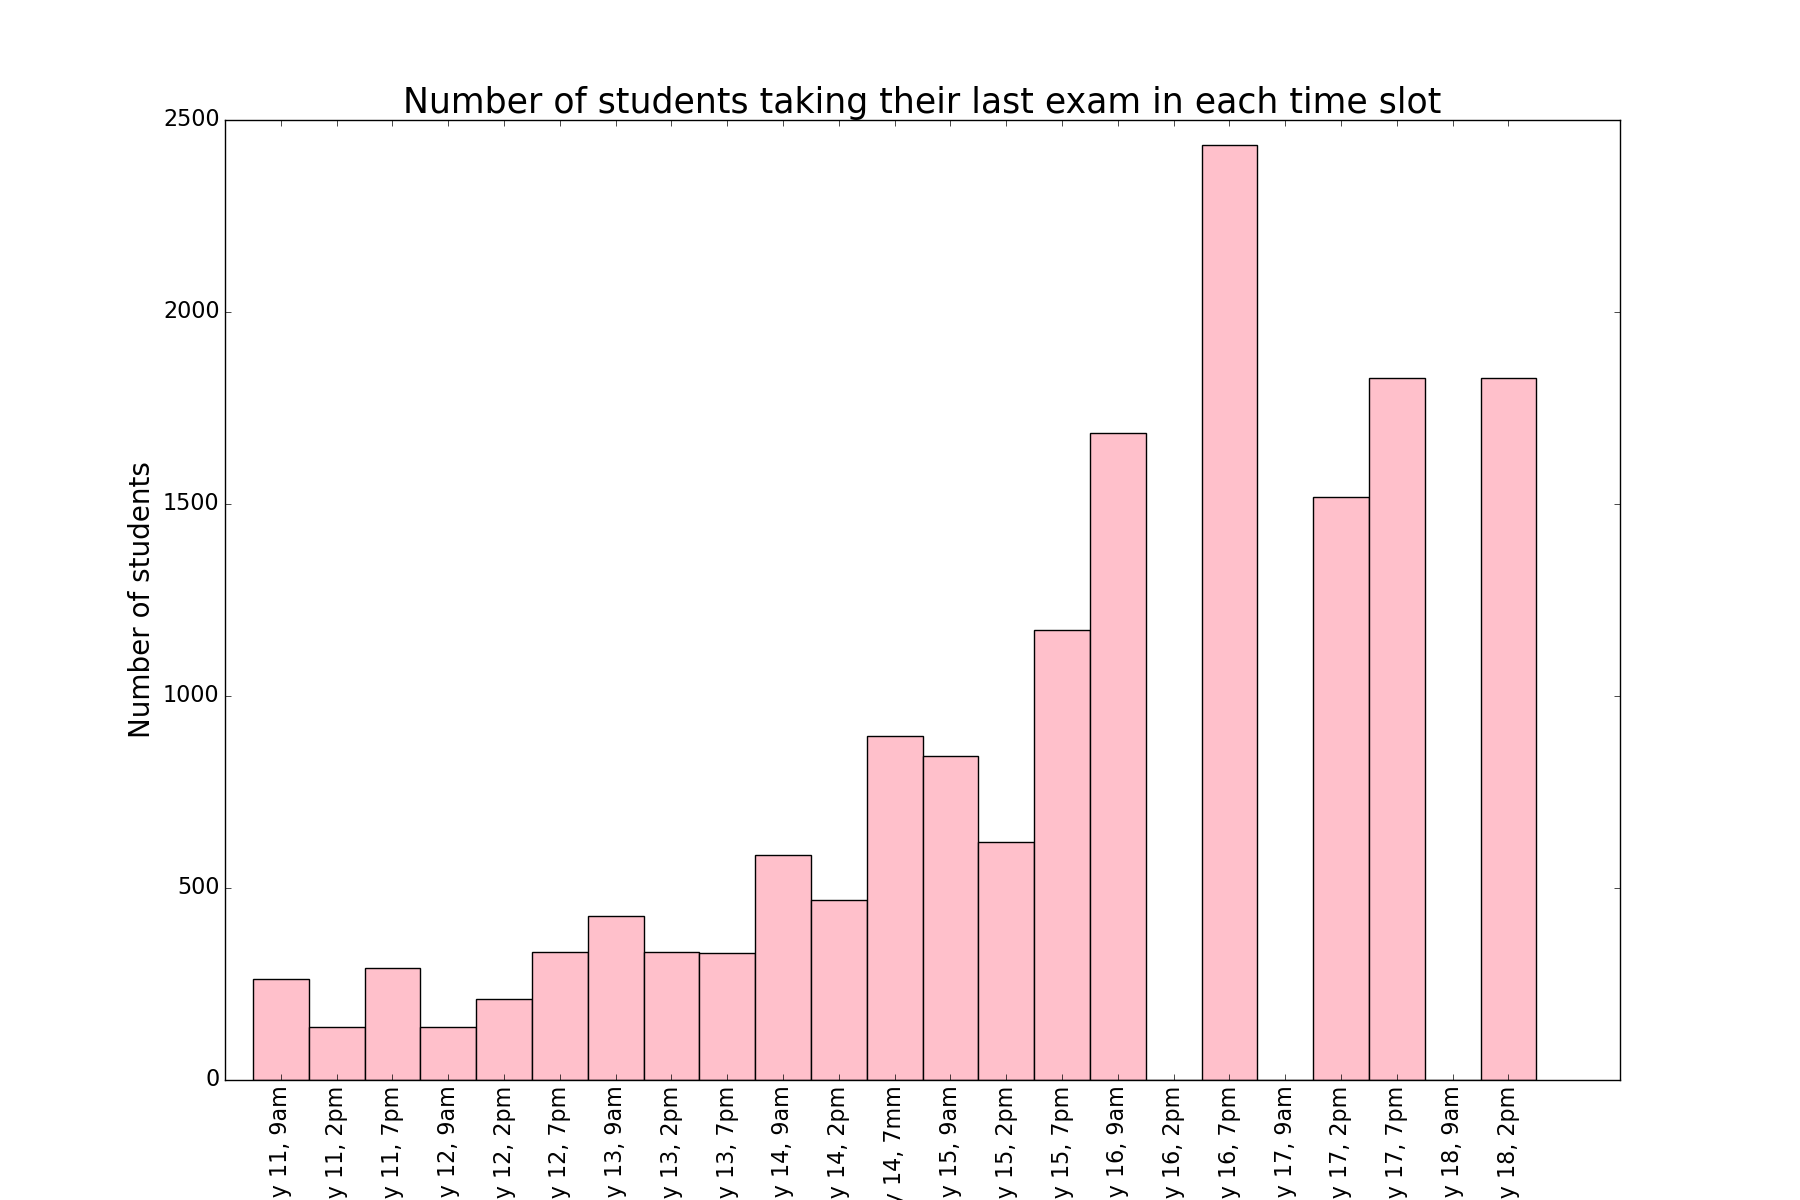 Number of students taking their last exam in each time slot
Number of students
2500
2000
1500
1000
500
0
y 11, 9am
y 11, 2pm
y 11, 7pm
y 12, 9am
y 12, 2pm
y 12, 7pm
y 13, 9am
y 13, 2pm
y 13, 7pm
y 14, 9am
y 14, 2pm
y 14, 7mm
y 15, 9am
y 15, 2pm
y 15, 7pm
y 16, 9am
y 16, 2pm
y 16, 7pm
y 17, 9am
y 17, 2pm
y 17, 7pm
y 18, 9am
y 18, 2pm